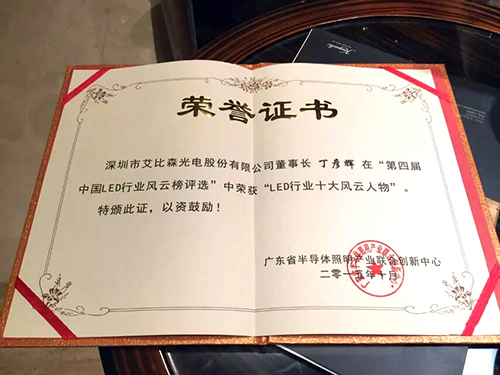 荣誉证书
深圳市艾比森光电股份有限公司董事长 丁彦辉 在“第四届
中国LED行业风云榜评选”中荣获“LED行业十大风云人物”。
特颁此证，以资鼓励！
广东省半导体照明产业联合创新中心
二零一五年十月